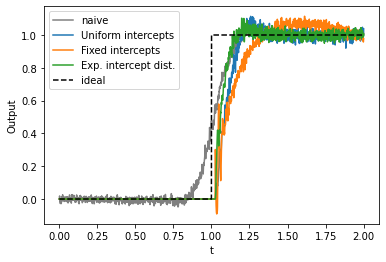 naive
Uniform intercepts
Fixed intercepts
Exp. intercept dist.
ideal
Output
1.0
0.8
0.6
0.4
0.2
0.0
0.00 0.25 0.50 0.75 1.00 1.25 1.50 1.75 2.00
t